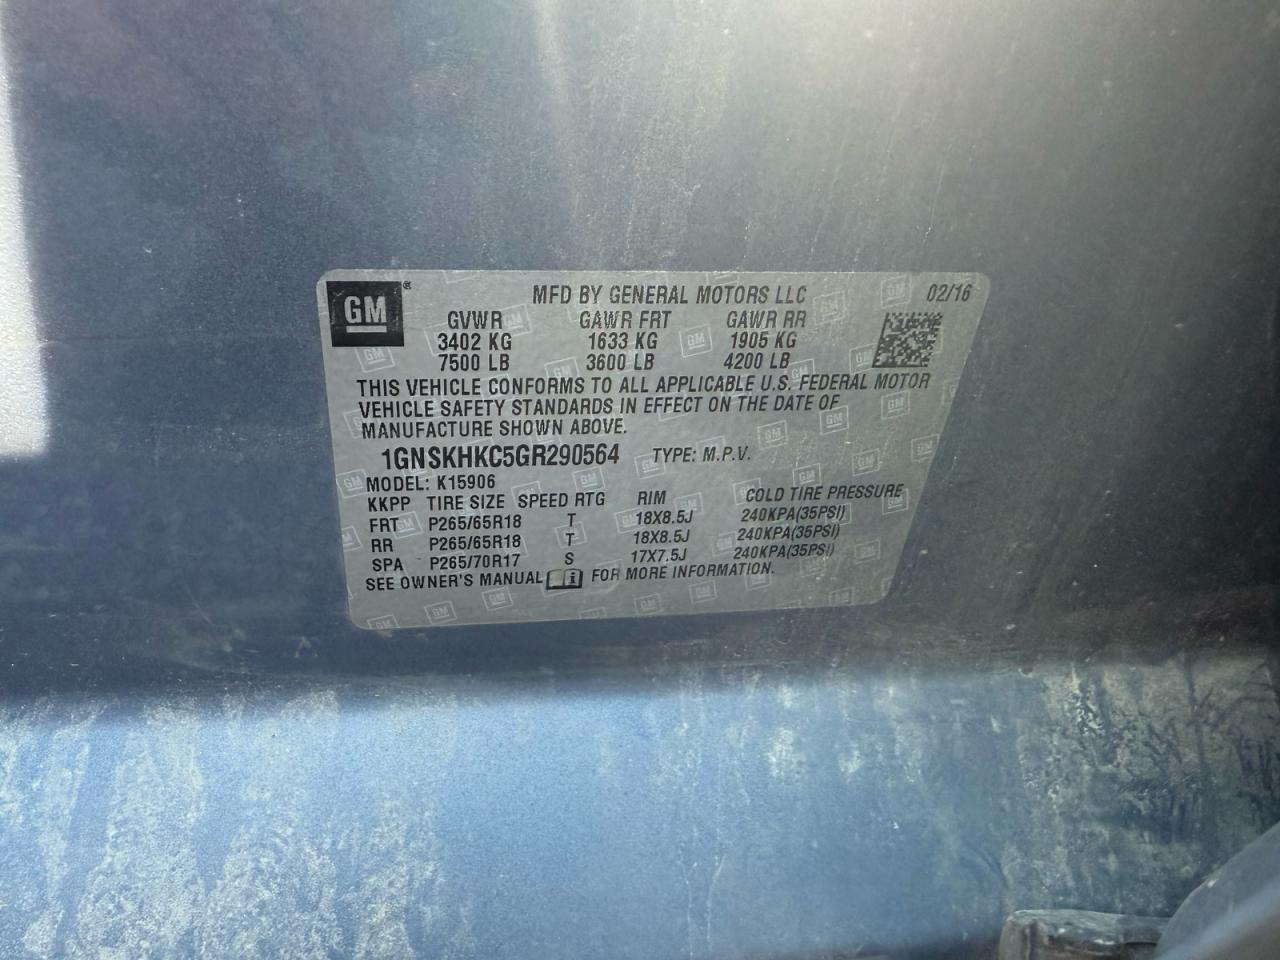 GM ®
MFD BY GENERAL MOTORS LLC 02/16
GVWR GAWR FRT GAWR RR
3402 KG 1633 KG 1905 KG
7500 LB 3600 LB 4200 LB
THIS VEHICLE CONFORMS TO ALL APPLICABLE U.S. FEDERAL MOTOR
VEHICLE SAFETY STANDARDS IN EFFECT ON THE DATE OF
MANUFACTURE SHOWN ABOVE.
1GNSKHKC5GR290564 TYPE: M.P.V.
MODEL: K15906
KKPP TIRE SIZE SPEED RTG RIM COLD TIRE PRESSURE
FRT P265/65R18 T 18X8.5J 240KPA(35PSI)
RR P265/65R18 T 18X8.5J 240KPA(35PSI)
SPA P265/70R17 S 17X7.5J 240KPA(35PSI)
SEE OWNER'S MANUAL i FOR MORE INFORMATION.